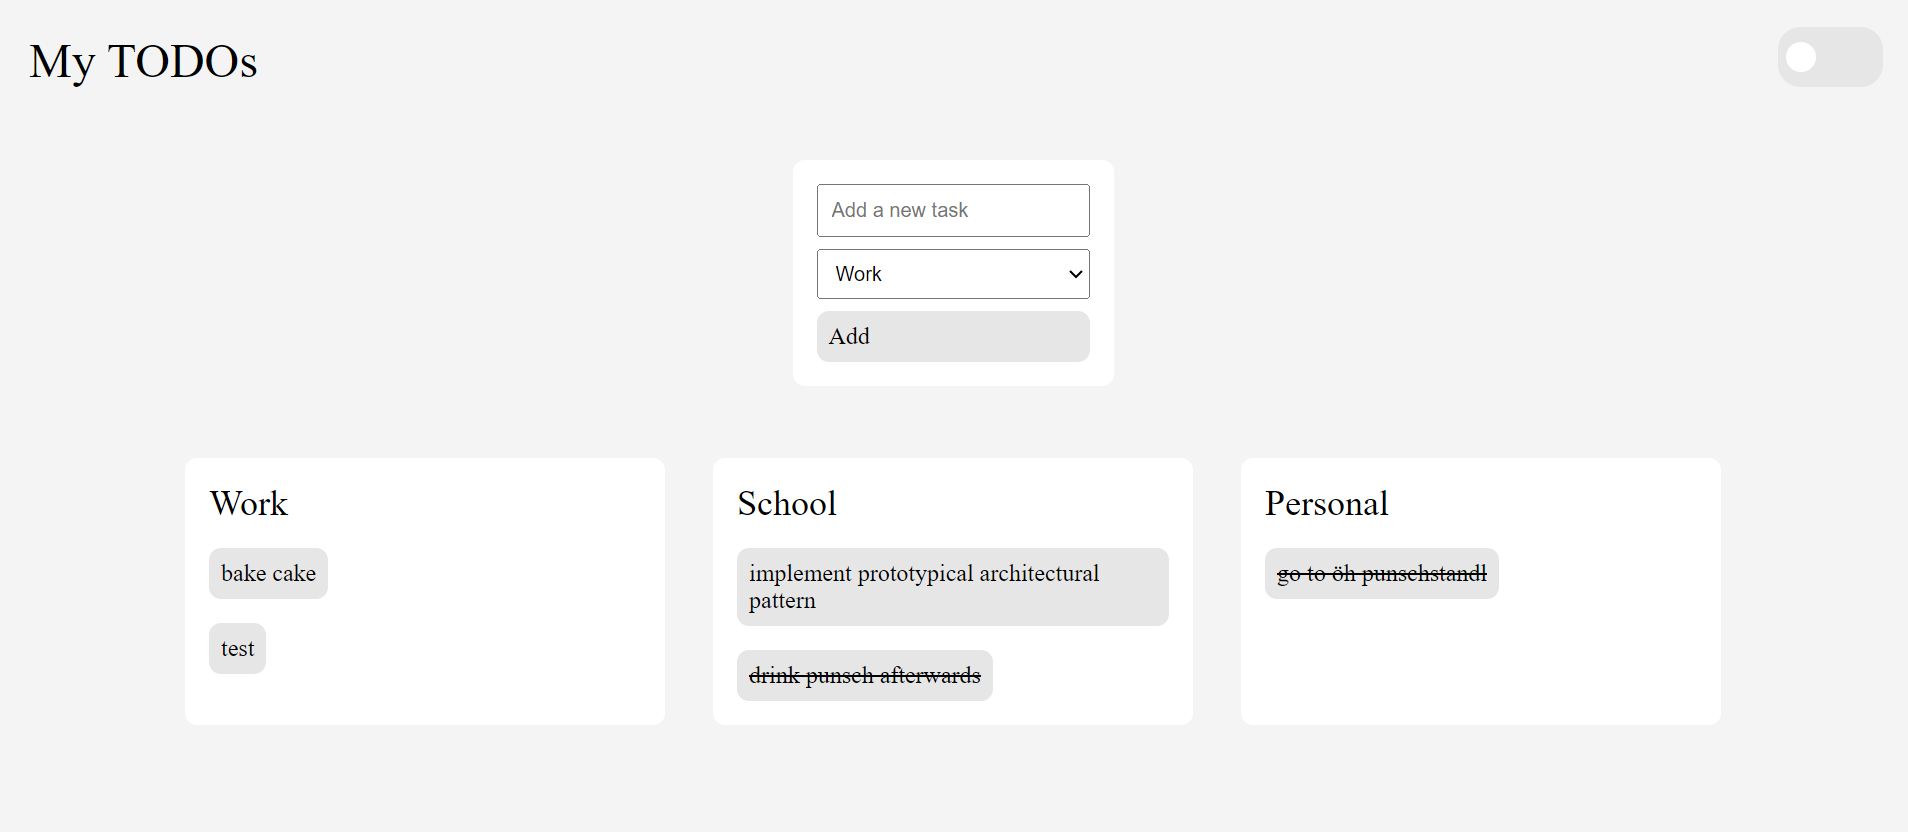 My TODOs
Add a new task
Work
Add
Work
bake cake
test
School
implement prototypical architectural
pattern
drink punsch afterwards
Personal
go to öh punschstandl